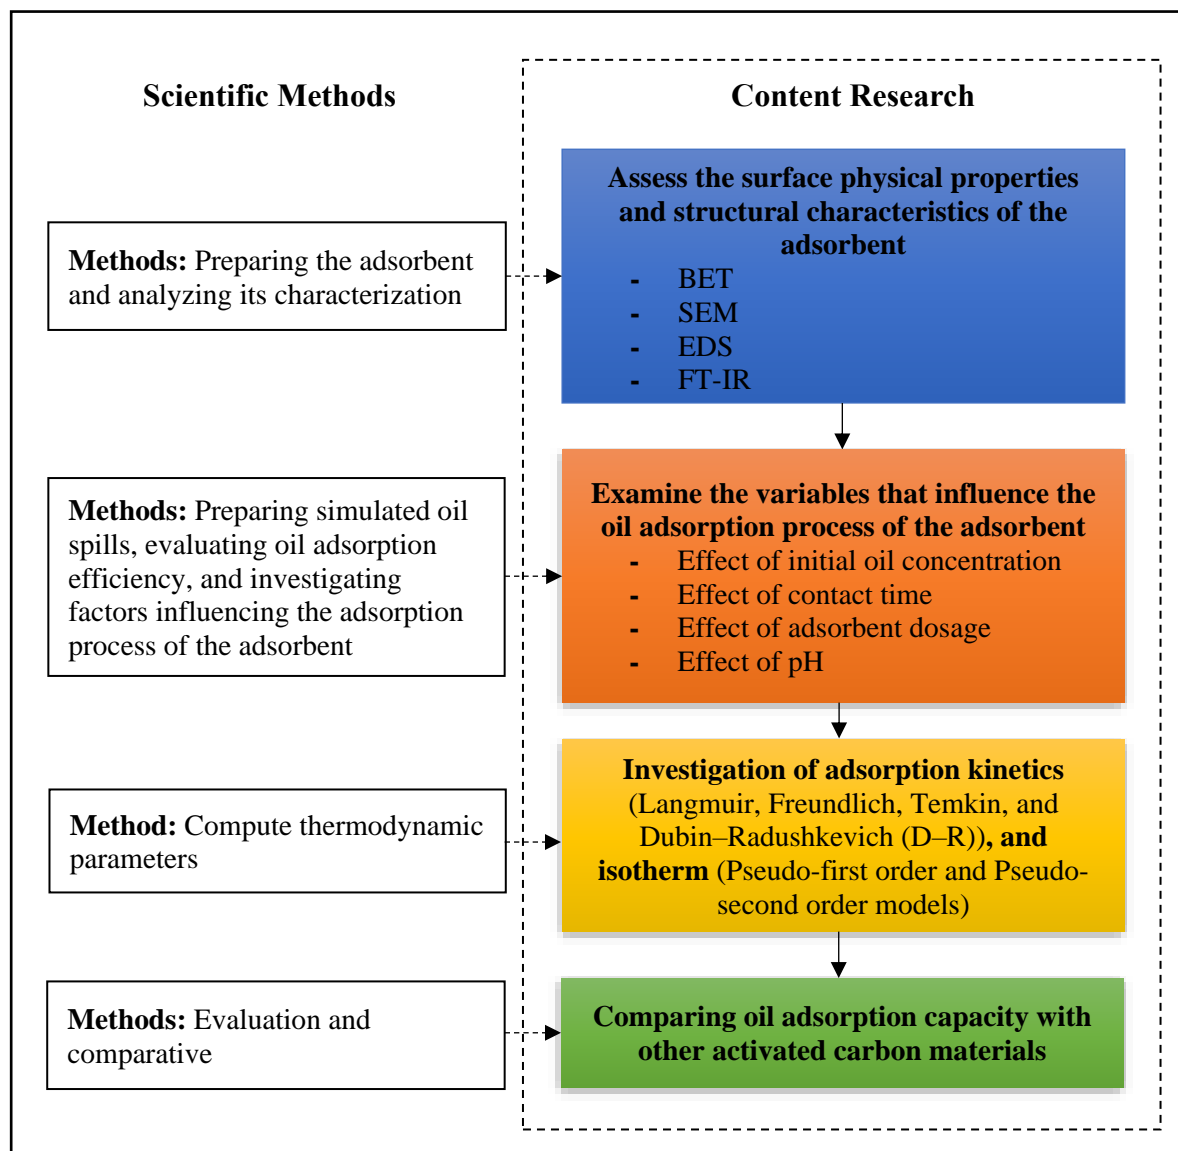 Scientific Methods
Content Research
Methods: Preparing the adsorbent
and analyzing its characterization
Assess the surface physical properties
and structural characteristics of the
adsorbent
- BET
- SEM
- EDS
- FT-IR
Methods: Preparing simulated oil
spills, evaluating oil adsorption
efficiency, and investigating
factors influencing the adsorption
process of the adsorbent
Examine the variables that influence the
oil adsorption process of the adsorbent
- Effect of initial oil concentration
- Effect of contact time
- Effect of adsorbent dosage
- Effect of pH
Method: Compute thermodynamic
parameters
Investigation of adsorption kinetics
(Langmuir, Freundlich, Temkin, and
Dubin–Radushkevich (D–R)), and
isotherm (Pseudo-first order and Pseudo-
second order models)
Methods: Evaluation and
comparative
Comparing oil adsorption capacity with
other activated carbon materials